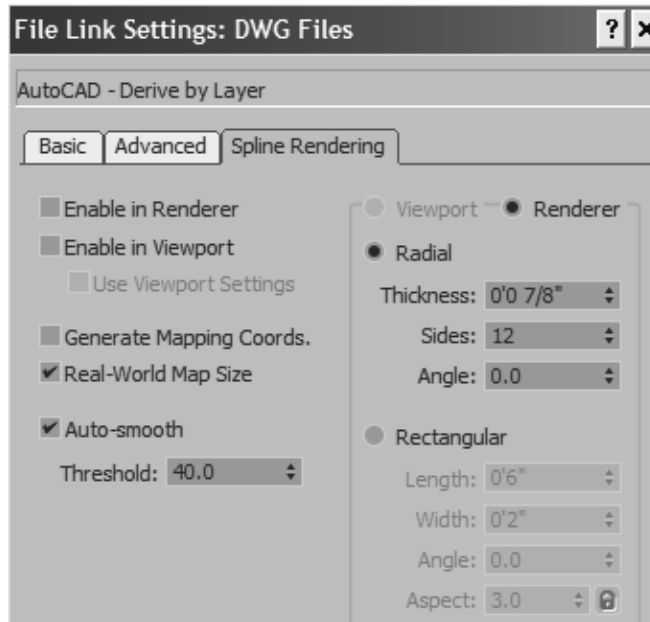 File Link Settings: DWG Files ? x
AutoCAD - Derive by Layer
Basic Advanced Spline Rendering
Enable in Renderer
Enable in Viewport
Use Viewport Settings
Generate Mapping Coords.
Real-World Map Size
Auto-smooth
Threshold: 40.0
Viewport Renderer
Radial
Thickness: 0'0 7/8"
Sides: 12
Angle: 0.0
Rectangular
Length: 0'6"
Width: 0'2"
Angle: 0.0
Aspect: 3.0